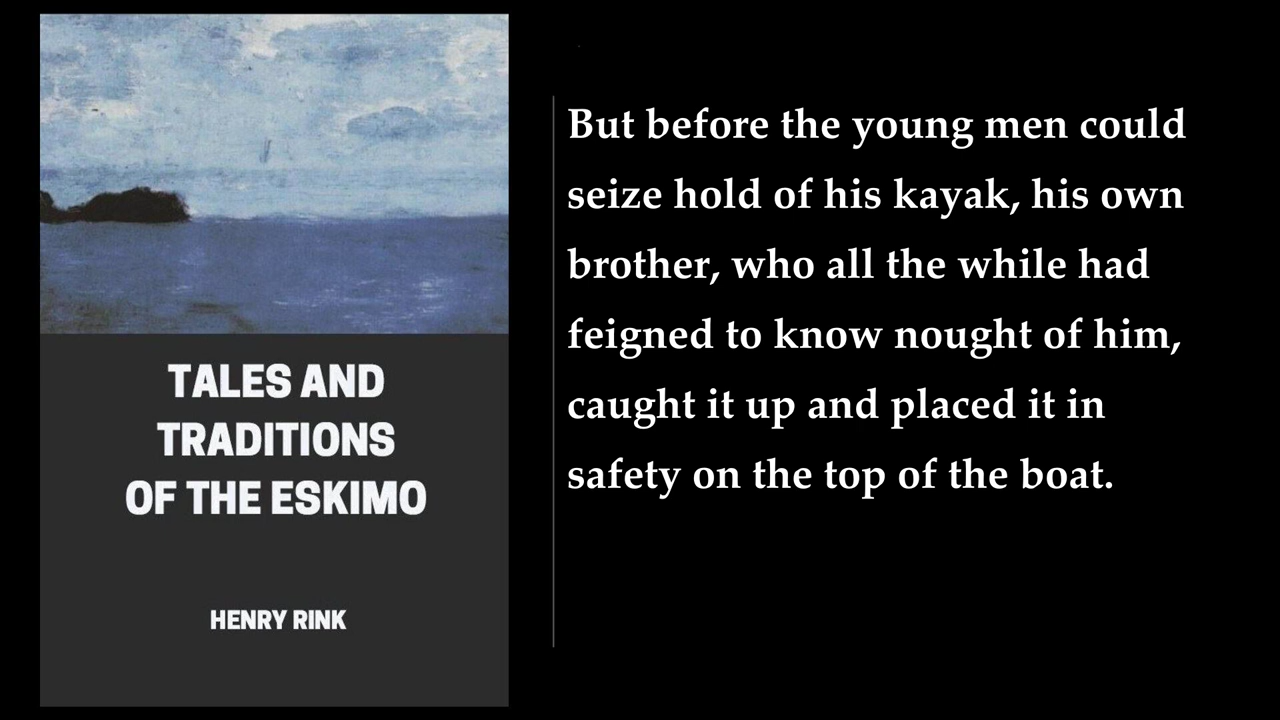 TALES AND
TRADITIONS
OF THE ESKIMO
HENRY RINK
But before the young men could
seize hold of his kayak, his own
brother, who all the while had
feigned to know nought of him,
caught it up and placed it in
safety on the top of the boat.